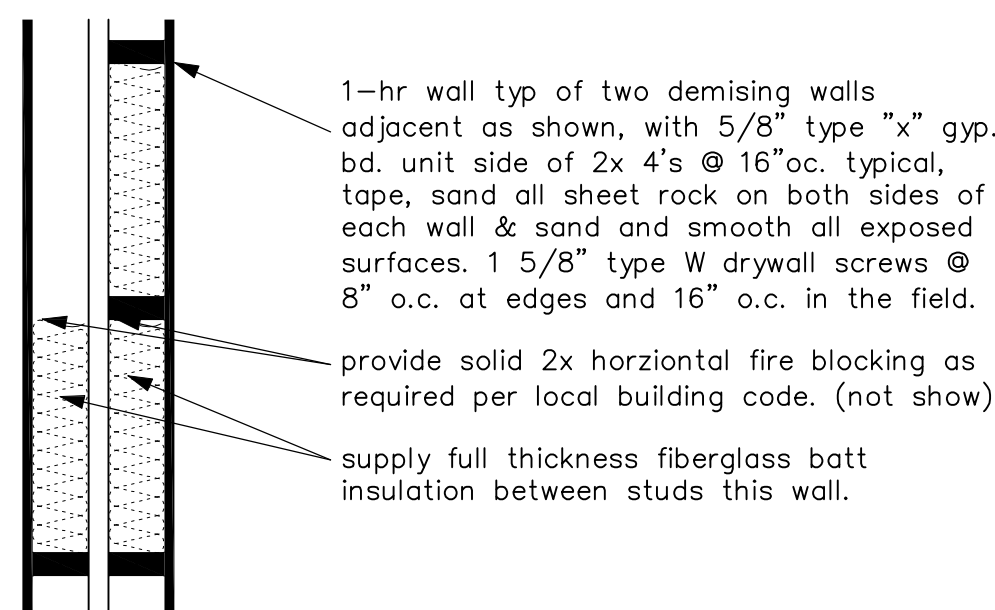 1-hr wall typ of two demising walls
adjacent as shown, with 5/8" type "x" gyp.
bd. unit side of 2x 4's @ 16"oc. typical,
tape, sand all sheet rock on both sides of
each wall & sand and smooth all exposed
surfaces. 1 5/8" type W drywall screws @
8" o.c. at edges and 16" o.c. in the field.
provide solid 2x horziontal fire blocking as
required per local building code. (not show)
supply full thickness fiberglass batt
insulation between studs this wall.